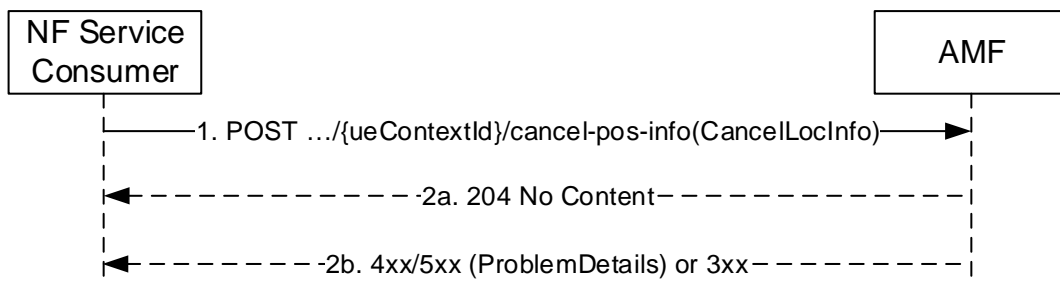 NF Service
Consumer
AMF
1. POST …/{ueContextId}/cancel-pos-info(CancelLocInfo)
2a. 204 No Content
2b. 4xx/5xx (ProblemDetails) or 3xx